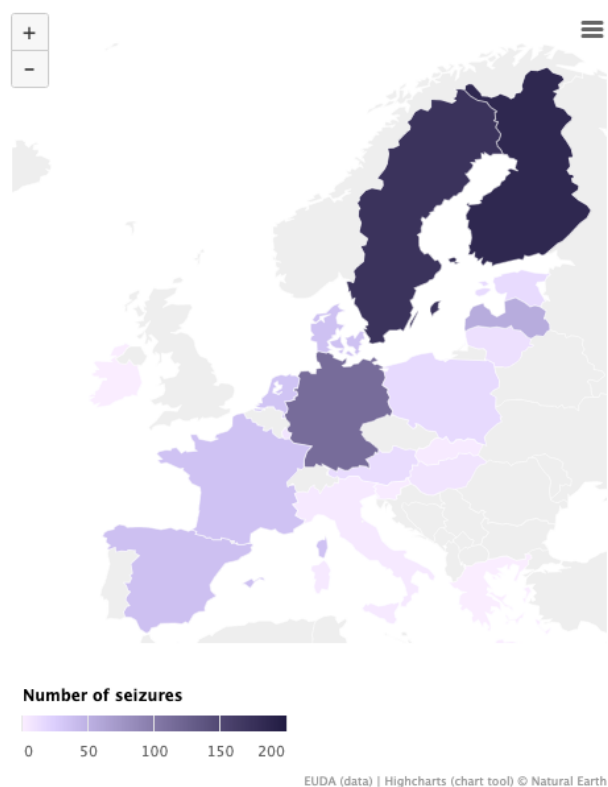 +
–
Number of seizures
0 50 100 150 200
EUDA (data) | Highcharts (chart tool) © Natural Earth